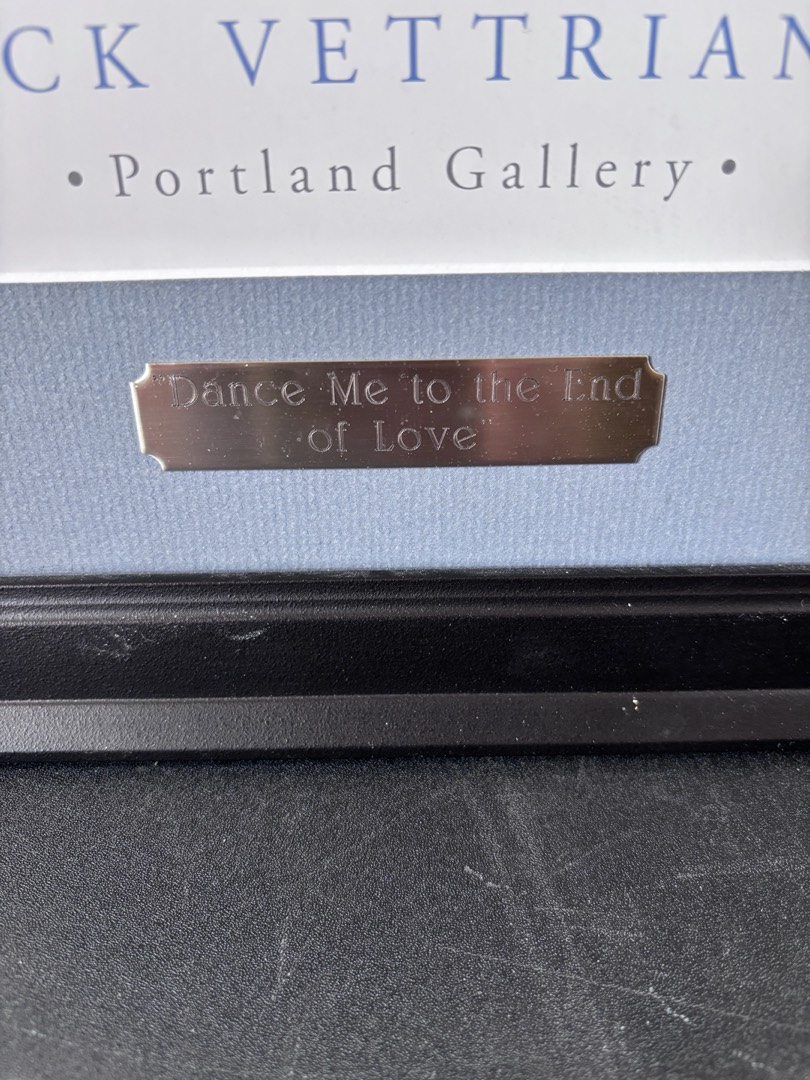 CK VETTRIAN
• Portland Gallery •
"Dance Me to the End
of Love"